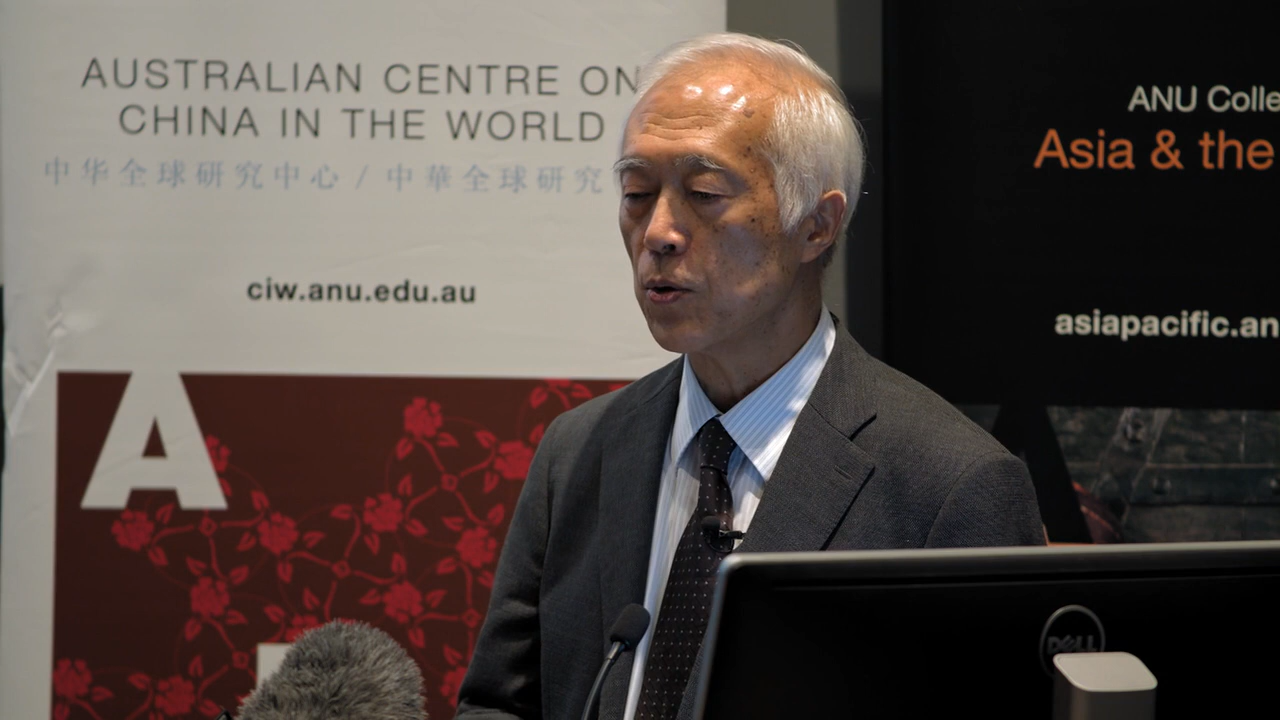 AUSTRALIAN CENTRE ON
CHINA IN THE WORLD
中华全球研究中心 / 中華全球研究
ciw.anu.edu.au
A
ANU Colle
Asia & the
asiapacific.an
DELL